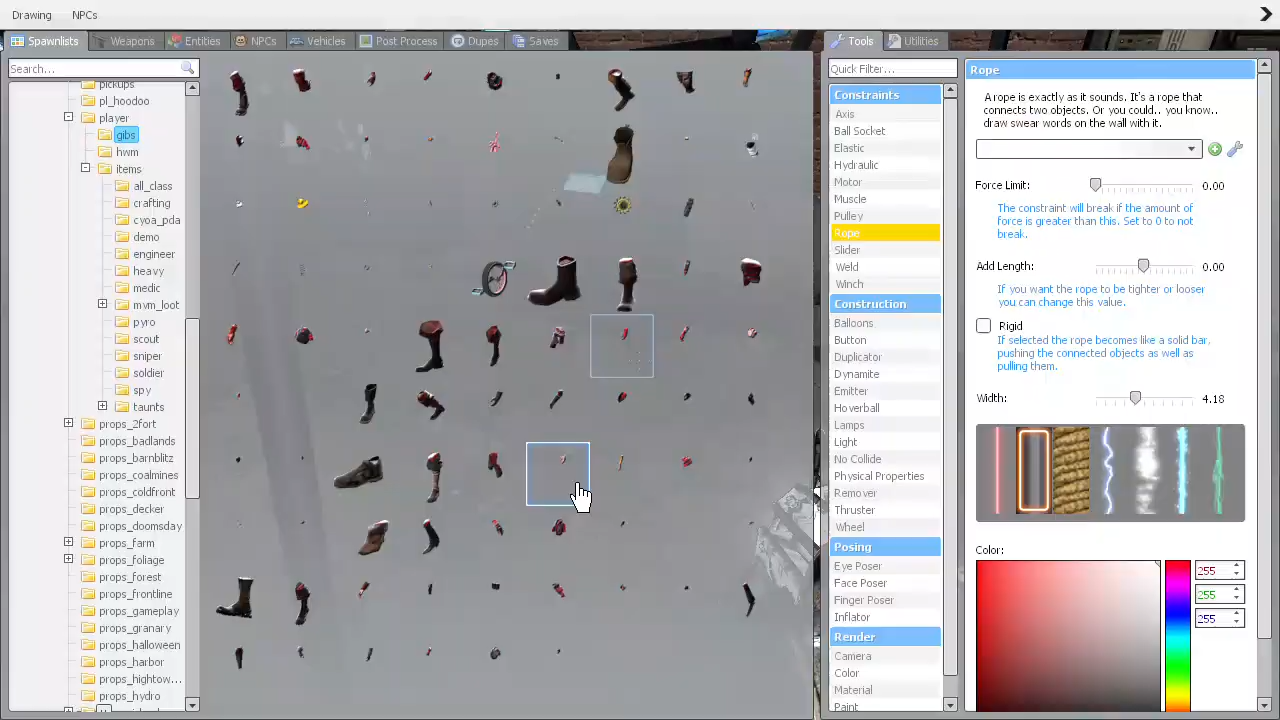 Drawing NPCs
Spawnlists Weapons Entities NPCs Vehicles Post Process Dupes Saves
Search...
pickups
pl_hoodoo
player
gibs
hwm
items
all_class
crafting
cyoa_pda
demo
engineer
heavy
medic
mvm_loot
pyro
scout
sniper
soldier
spy
taunts
props_2fort
props_badlands
props_barnblitz
props_coalmines
props_coldfront
props_decker
props_doomsday
props_farm
props_foliage
props_forest
props_frontline
props_gameplay
props_granary
props_halloween
props_harbor
props_hightow...
props_hydro
Tools Utilities
Quick Filter...
Constraints
Axis
Ball Socket
Elastic
Hydraulic
Motor
Muscle
Pulley
Rope
Slider
Weld
Winch
Construction
Balloons
Button
Duplicator
Dynamite
Emitter
Hoverball
Lamps
Light
No Collide
Physical Properties
Remover
Thruster
Wheel
Posing
Eye Poser
Face Poser
Finger Poser
Inflator
Render
Camera
Color
Material
Paint
Rope
A rope is exactly as it sounds. It's a rope that
connects two objects. Or you could.. you know..
draw swear words on the wall with it.
Force Limit: 0.00
The constraint will break if the amount of
force is greater than this. Set to 0 to not
break.
Add Length: 0.00
If you want the rope to be tighter or looser
you can change this value.
Rigid
If selected the rope becomes like a solid bar,
pushing the connected objects as well as
pulling them.
Width: 4.18
Color:
255
255
255